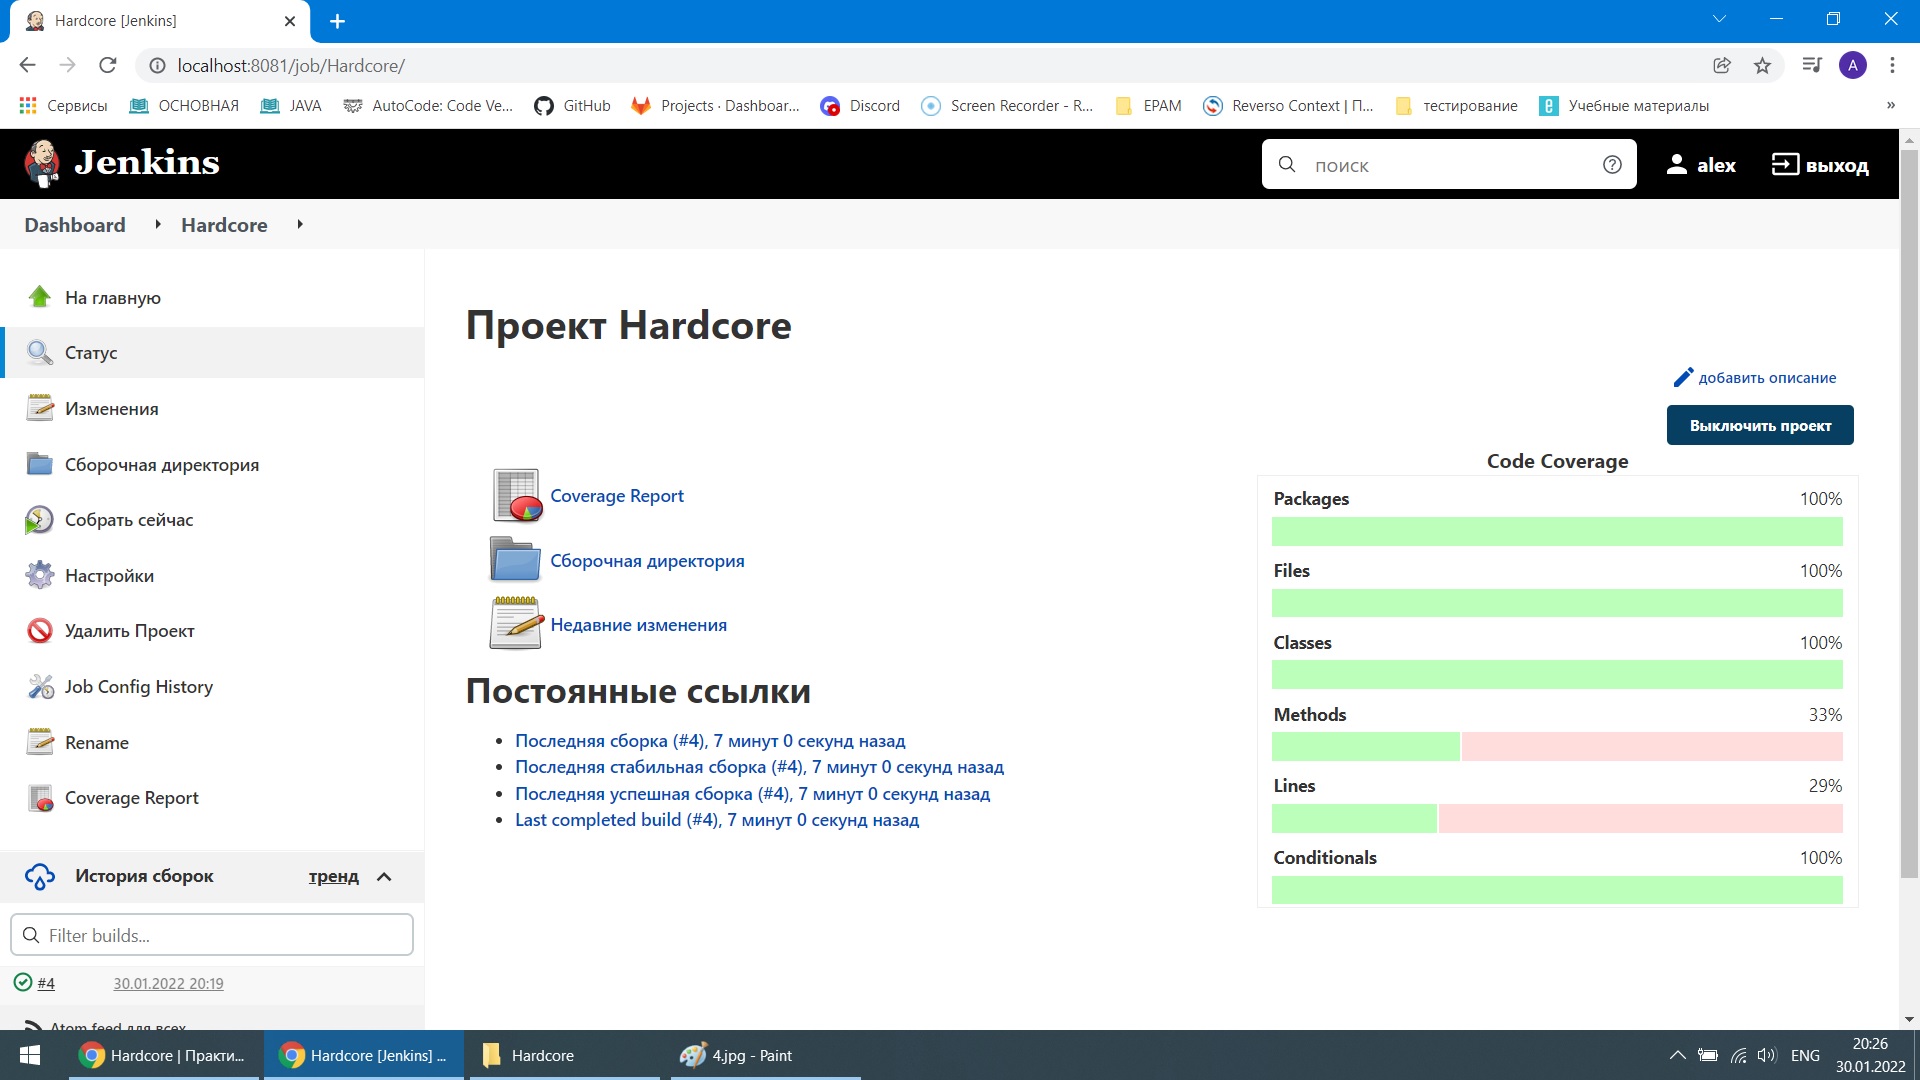 Hardcore [Jenkins]
localhost:8081/job/Hardcore/
A
Сервисы ОСНОВНАЯ JAVA AutoCode: Code Ve... GitHub Projects · Dashboar... Discord Screen Recorder - R... EPAM Reverso Context | П... тестирование Учебные материалы »
Jenkins
поиск
alex
выход
Dashboard Hardcore
На главную
Статус
Изменения
Сборочная директория
Собрать сейчас
Настройки
Удалить Проект
Job Config History
Rename
Coverage Report
История сборок тренд
Filter builds...
#4 30.01.2022 20:19
Atom feed для всех
Проект Hardcore
добавить описание
Выключить проект
Coverage Report
Сборочная директория
Недавние изменения
Постоянные ссылки
Последняя сборка (#4), 7 минут 0 секунд назад
Последняя стабильная сборка (#4), 7 минут 0 секунд назад
Последняя успешная сборка (#4), 7 минут 0 секунд назад
Last completed build (#4), 7 минут 0 секунд назад
Code Coverage
Packages 100%
Files 100%
Classes 100%
Methods 33%
Lines 29%
Conditionals 100%
Hardcore | Практи... Hardcore [Jenkins] ... Hardcore 4.jpg - Paint
ENG
20:26
30.01.2022